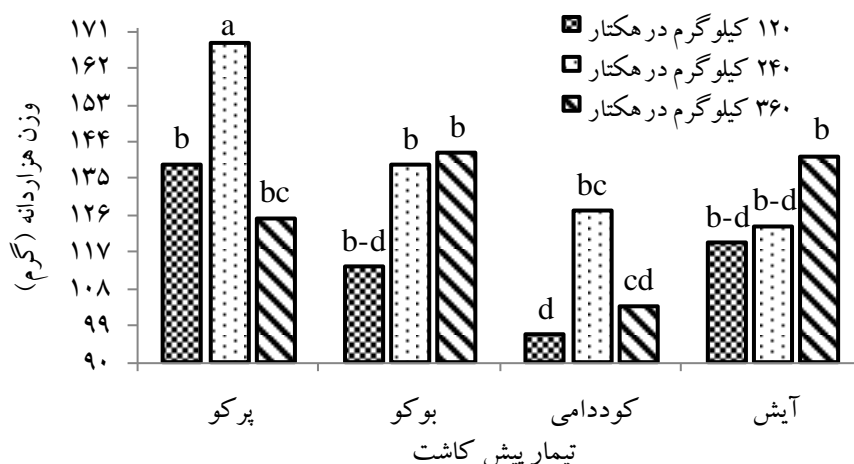 ۱۲۰ کیلوگرم در هکتار
۲۴۰ کیلوگرم در هکتار
۳۶۰ کیلوگرم در هکتار
وزن هزاردانه (گرم)
۱۷۱
۱۶۲
۱۵۳
۱۴۴
۱۳۵
۱۲۶
۱۱۷
۱۰۸
۹۹
۹۰
b a bc
b-d b b
d bc cd
b-d b-d b
پرکو
بوکو
کوددامی
آیش
تیمار پیش کاشت